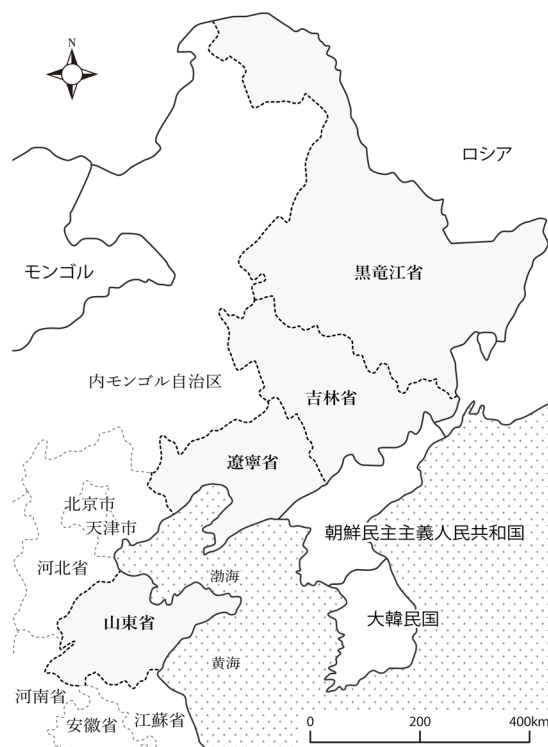 N
ロシア
モンゴル
黒竜江省
内モンゴル自治区
吉林省
遼寧省
北京市
天津市
朝鮮民主主義人民共和国
河北省
渤海
山東省
大韓民国
黄海
河南省
安徽省
江蘇省
0 200 400km